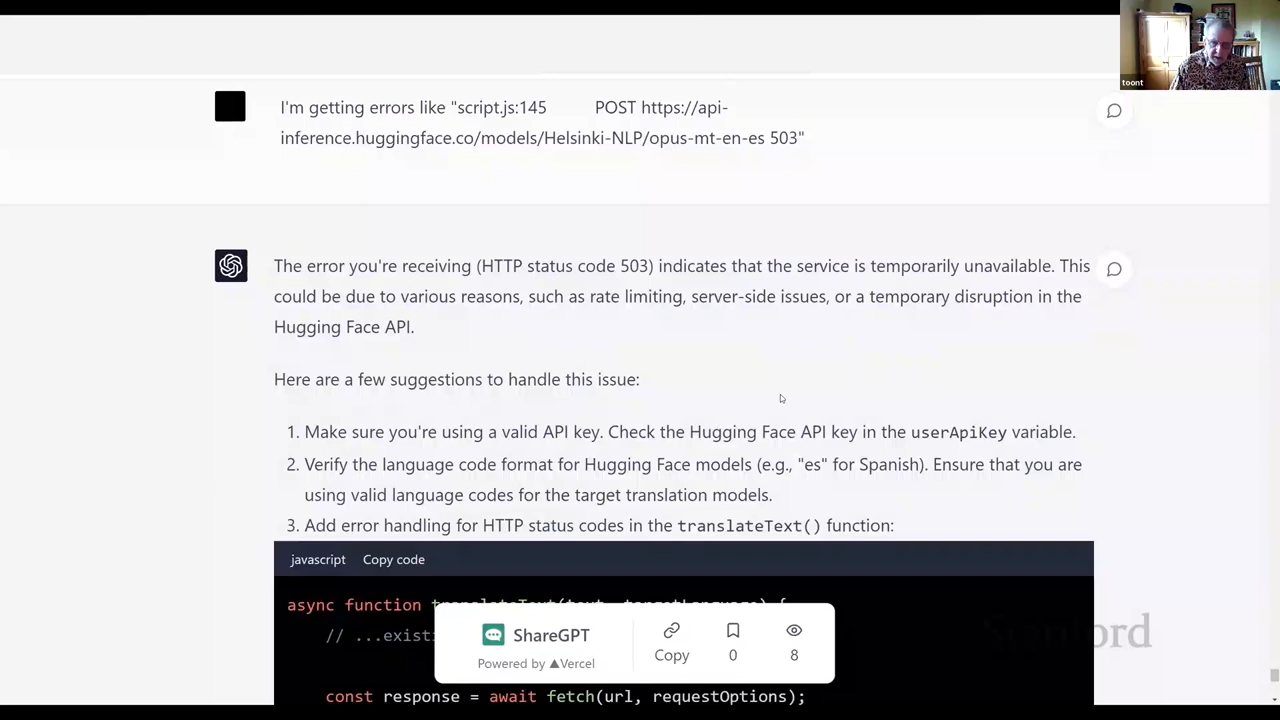 toont
I'm getting errors like "script.js:145 POST https://api-
inference.huggingface.co/models/Helsinki-NLP/opus-mt-en-es 503"
The error you're receiving (HTTP status code 503) indicates that the service is temporarily unavailable. This
could be due to various reasons, such as rate limiting, server-side issues, or a temporary disruption in the
Hugging Face API.
Here are a few suggestions to handle this issue:
1. Make sure you're using a valid API key. Check the Hugging Face API key in the userApiKey variable.
2. Verify the language code format for Hugging Face models (e.g., "es" for Spanish). Ensure that you are
using valid language codes for the target translation models.
3. Add error handling for HTTP status codes in the translateText() function:
javascript Copy code
async function translateText(text, targetLanguage) {
// ...existi
const response = await fetch(url, requestOptions);
ShareGPT
Powered by ▲Vercel
Copy
0
8